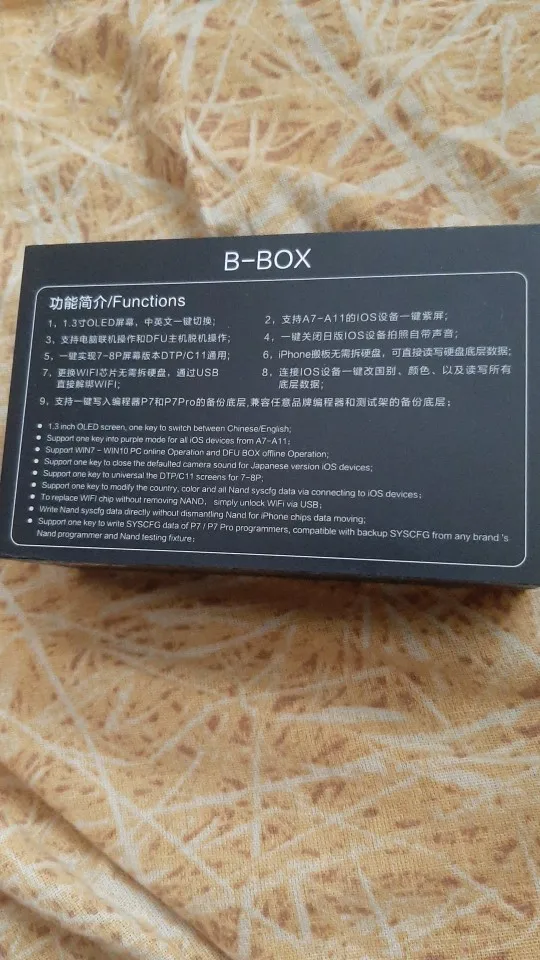 B-BOX
功能简介/Functions
1，1.3寸OLED屏幕，中英文一键切换；
2，支持A7-A11的IOS设备一键紫屏；
3，支持电脑联机操作和DFU主机脱机操作；
4，一键关闭日版IOS设备拍照自带声音；
5，一键实现7-8P屏幕版本DTP/C11通用；
6，iPhone搬板无需拆硬盘，可直接读写硬盘底层数据；
7，更换WIFI芯片无需拆硬盘，通过USB
直接解绑WIFI；
8，连接IOS设备一键改国别、颜色、以及读写所有
底层数据；
9，支持一键写入编程器P7和P7Pro的备份底层,兼容任意品牌编程器和测试架的备份底层；
● 1.3 inch OLED screen, one key to switch between Chinese/English;
● Support one key into purple mode for all iOS devices from A7-A11;
● Support WIN7 - WIN10 PC online Operation and DFU BOX offline Operation;
● Support one key to close the defaulted camera sound for Japanese version iOS devices;
● Support one key to universal the DTP/C11 screens for 7-8P;
● Support one key to modify the country, color and all Nand syscfg data via connecting to iOS devices;
● To replace WIFI chip without removing NAND， simply unlock WiFi via USB;
● Write Nand syscfg data directly without dismantling Nand for iPhone chips data moving;
● Support one key to write SYSCFG data of P7 / P7 Pro programmers, compatible with backup SYSCFG from any brand 's
Nand programmer and Nand testing fixture;